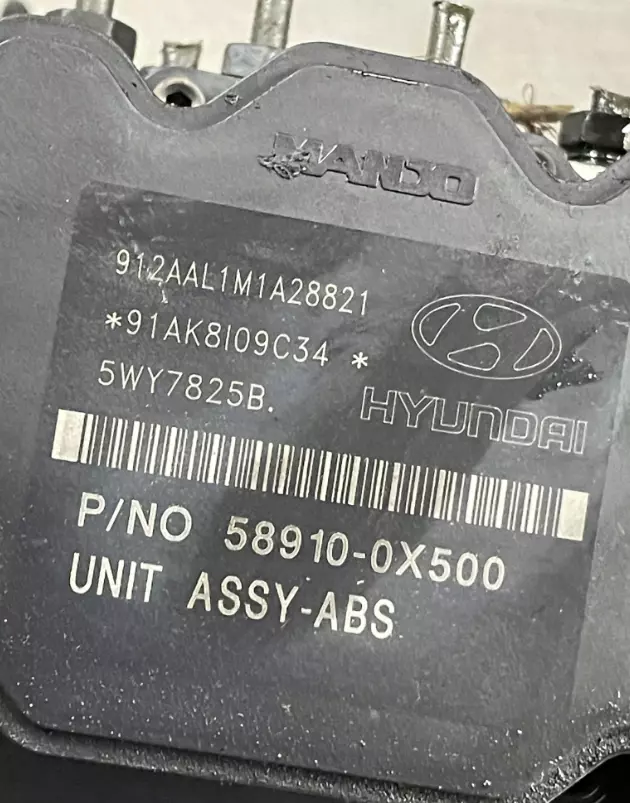 MANDO
912AAL1M1A28821
*91AK8I09C34 *
5WY7825B.
HYUNDAI
P/NO 58910-0X500
UNIT ASSY-ABS